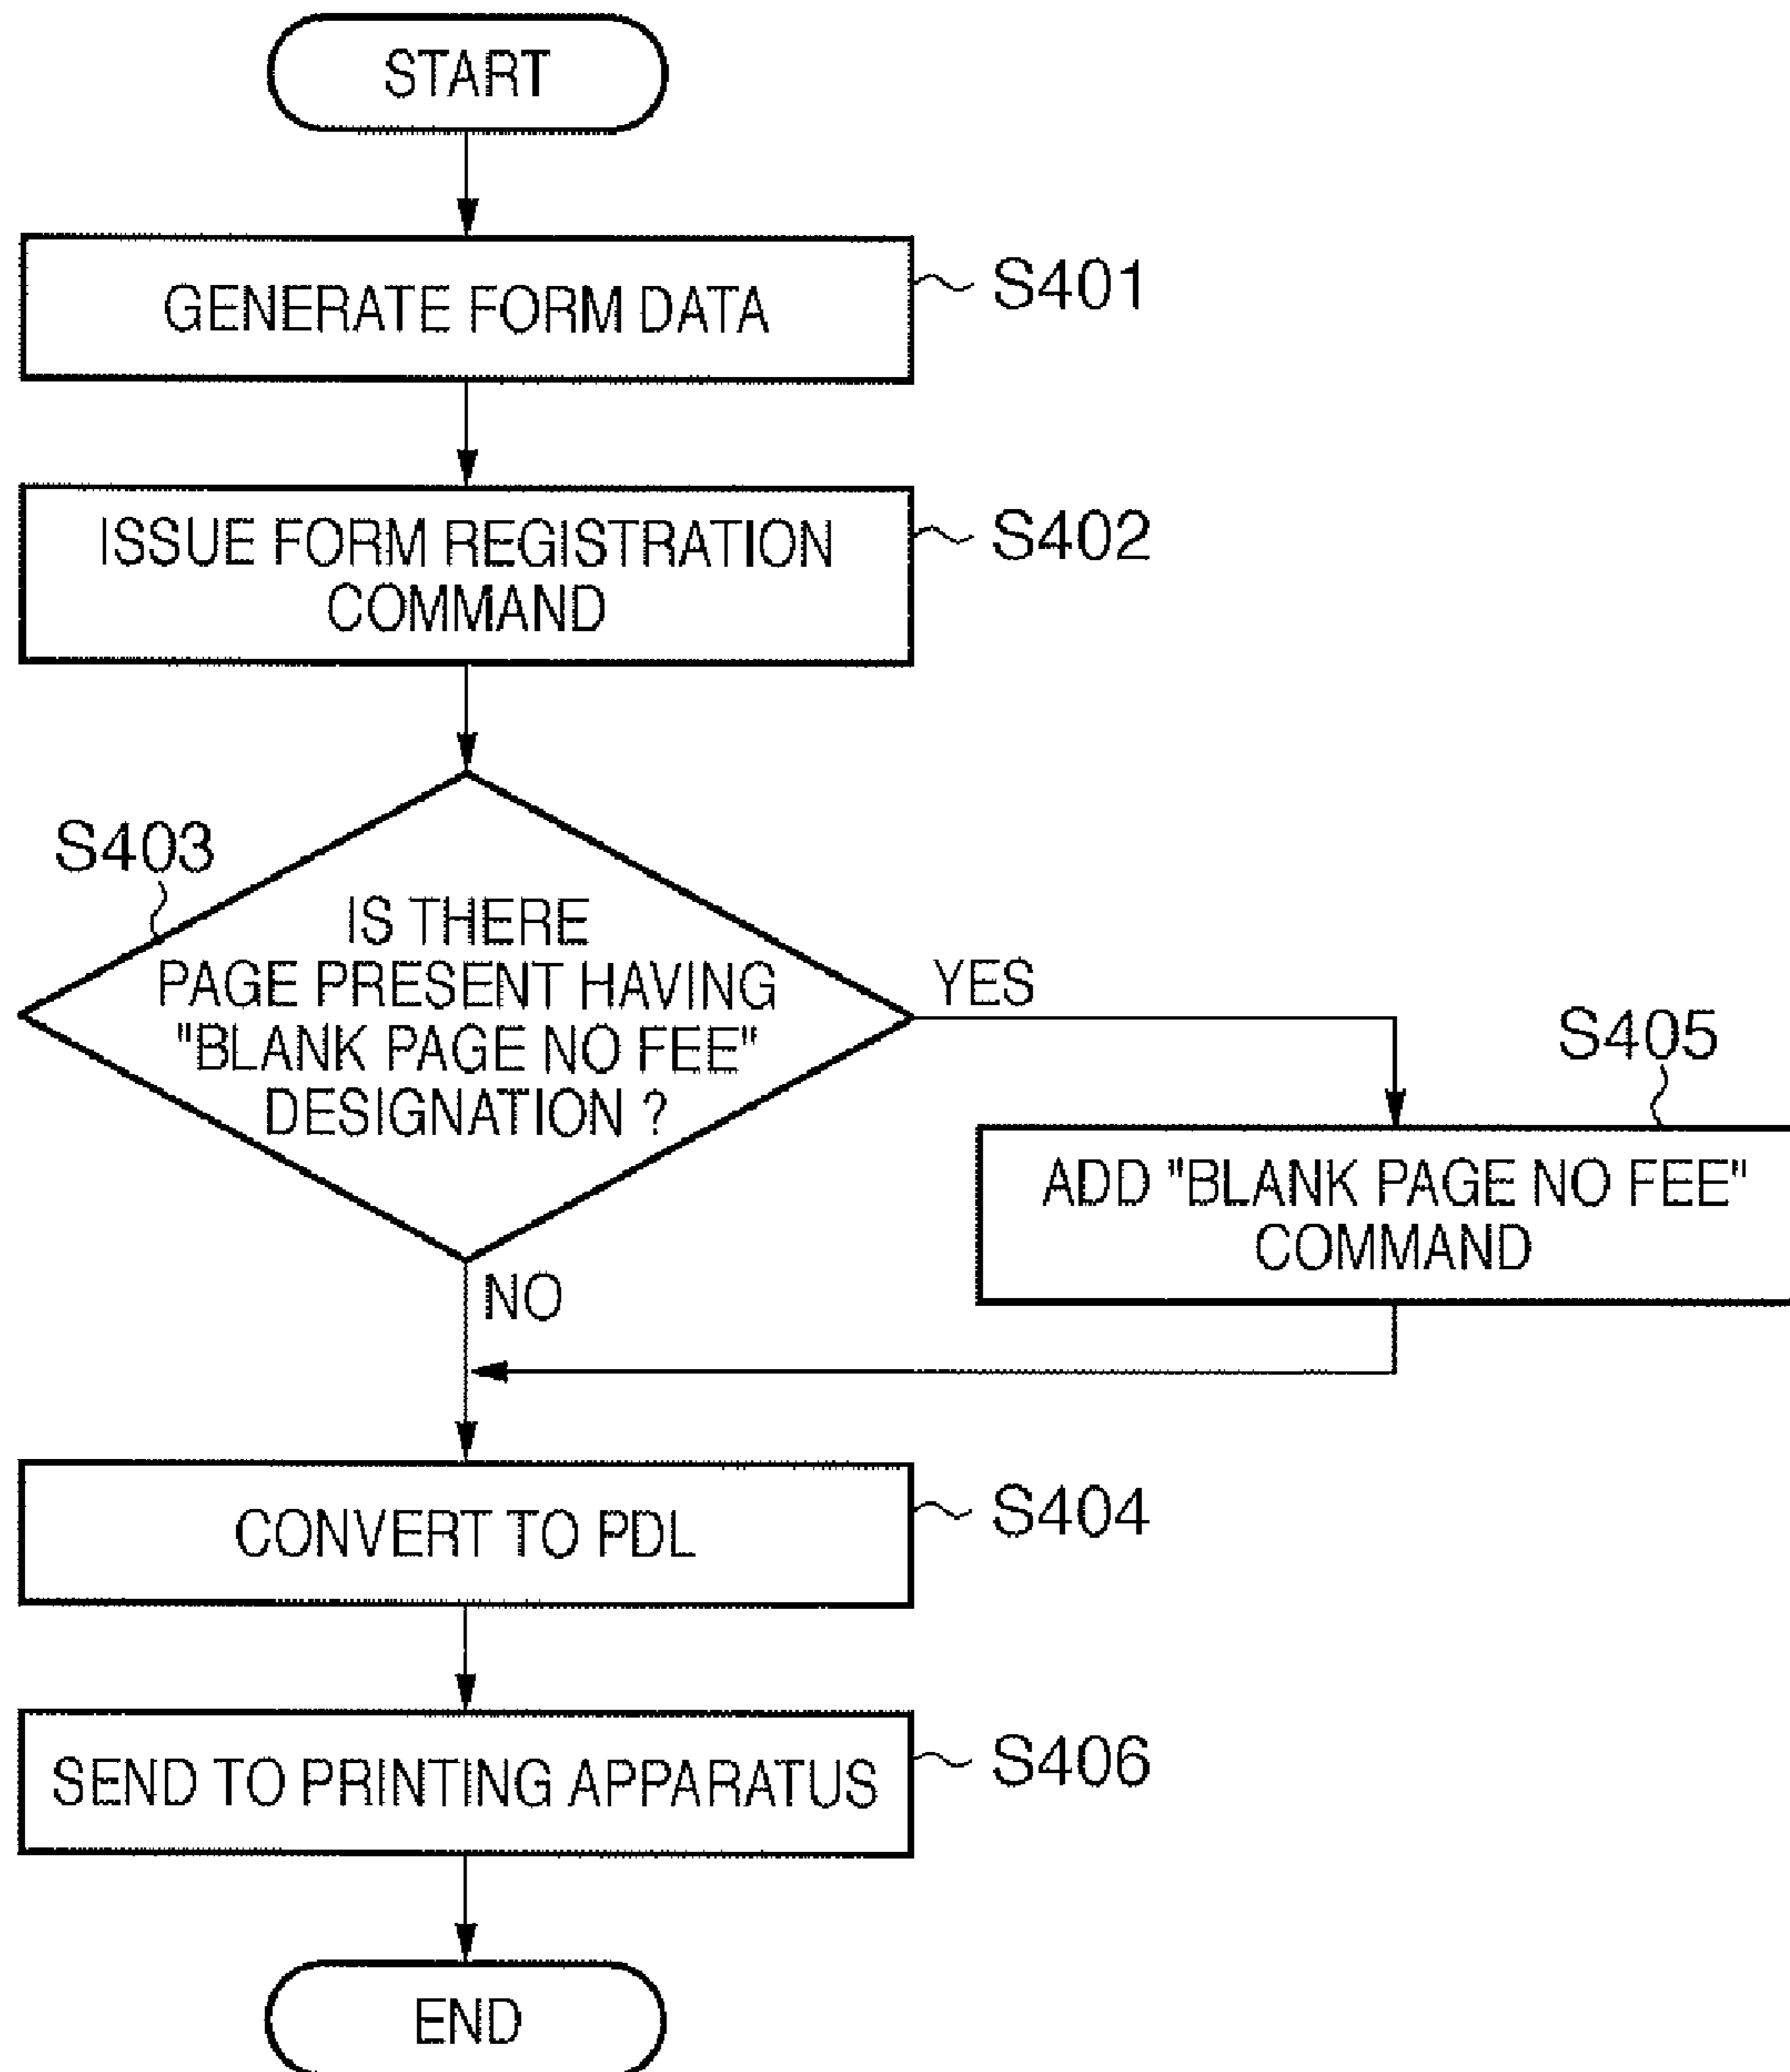 START
GENERATE FORM DATA
S401
ISSUE FORM REGISTRATION
COMMAND
S402
S403
IS THERE
PAGE PRESENT HAVING
"BLANK PAGE NO FEE"
DESIGNATION ?
YES
NO
S405
ADD "BLANK PAGE NO FEE"
COMMAND
CONVERT TO PDL
S404
SEND TO PRINTING APPARATUS
S406
END